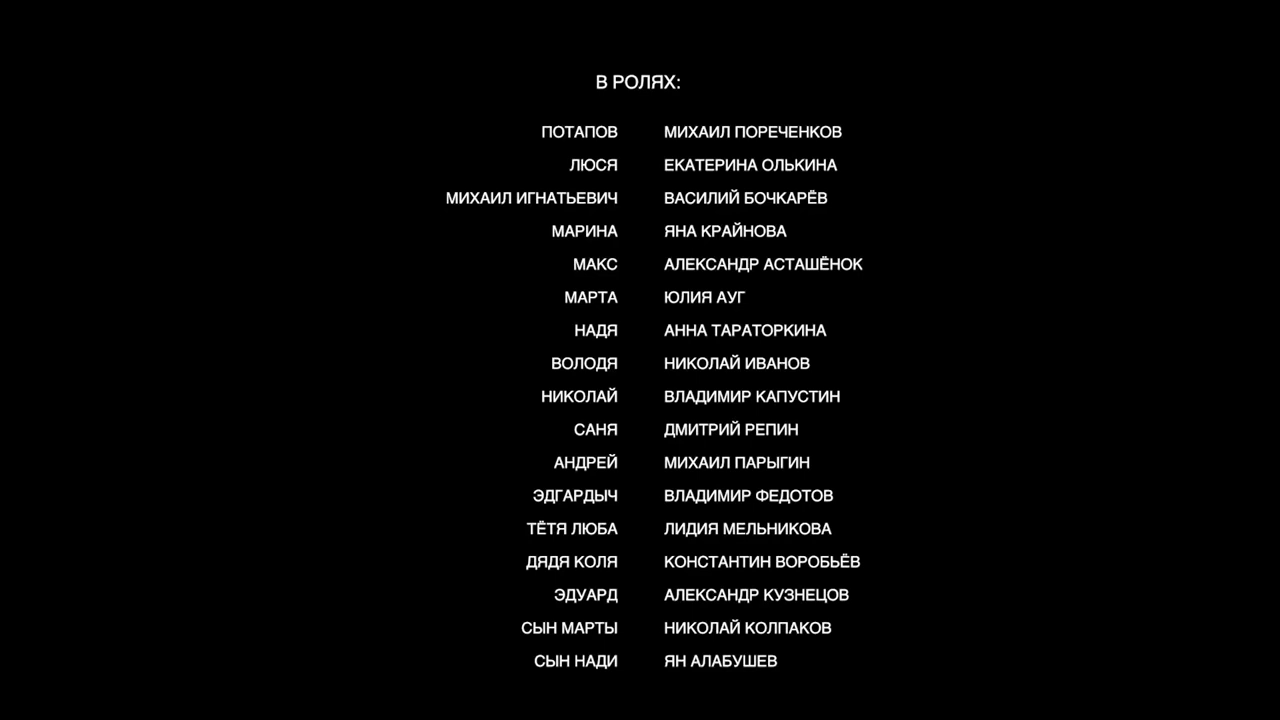 В РОЛЯХ:
ПОТАПОВ МИХАИЛ ПОРЕЧЕНКОВ
ЛЮСЯ ЕКАТЕРИНА ОЛЬКИНА
МИХАИЛ ИГНАТЬЕВИЧ ВАСИЛИЙ БОЧКАРЁВ
МАРИНА ЯНА КРАЙНОВА
МАКС АЛЕКСАНДР АСТАШЁНОК
МАРТА ЮЛИЯ АУГ
НАДЯ АННА ТАРАТОРКИНА
ВОЛОДЯ НИКОЛАЙ ИВАНОВ
НИКОЛАЙ ВЛАДИМИР КАПУСТИН
САНЯ ДМИТРИЙ РЕПИН
АНДРЕЙ МИХАИЛ ПАРЫГИН
ЭДГАРДЫЧ ВЛАДИМИР ФЕДОТОВ
ТЁТЯ ЛЮБА ЛИДИЯ МЕЛЬНИКОВА
ДЯДЯ КОЛЯ КОНСТАНТИН ВОРОБЬЁВ
ЭДУАРД АЛЕКСАНДР КУЗНЕЦОВ
СЫН МАРТЫ НИКОЛАЙ КОЛПАКОВ
СЫН НАДИ ЯН АЛАБУШЕВ